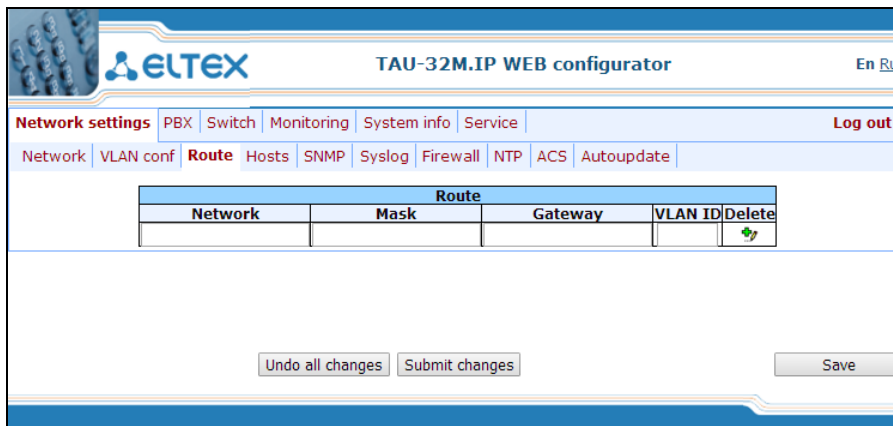 ELTEX TAU-32M.IP WEB configurator En Ru
Network settings PBX Switch Monitoring System info Service Log out
Network VLAN conf Route Hosts SNMP Syslog Firewall NTP ACS Autoupdate
Route
Network Mask Gateway VLAN ID Delete
Undo all changes Submit changes Save